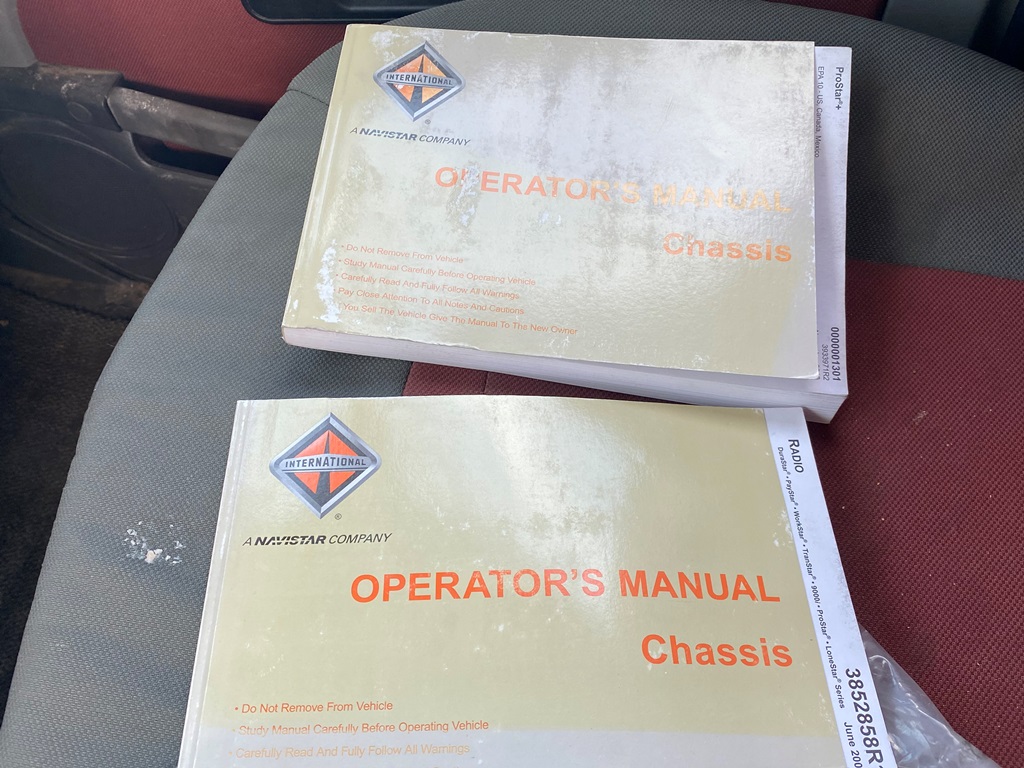 INTERNATIONAL
A NAVISTAR COMPANY
OPERATOR'S MANUAL
Chassis
• Do Not Remove From Vehicle
• Study Manual Carefully Before Operating Vehicle
• Carefully Read And Fully Follow All Warnings
Pay Close Attention To All Notes And Cautions
You Sell The Vehicle Give The Manual To The New Owner
ProStar®+
EPA 10 - US, Canada, Mexico
0000001301
3933971R2
INTERNATIONAL
®
A NAVISTAR COMPANY
OPERATOR'S MANUAL
Chassis
• Do Not Remove From Vehicle
• Study Manual Carefully Before Operating Vehicle
• Carefully Read And Fully Follow All Warnings
RADIO
DuraStar® • PayStar® • WorkStar® • TranStar® • 9000i • ProStar® • LoneStar® Series
3852858R
June 200